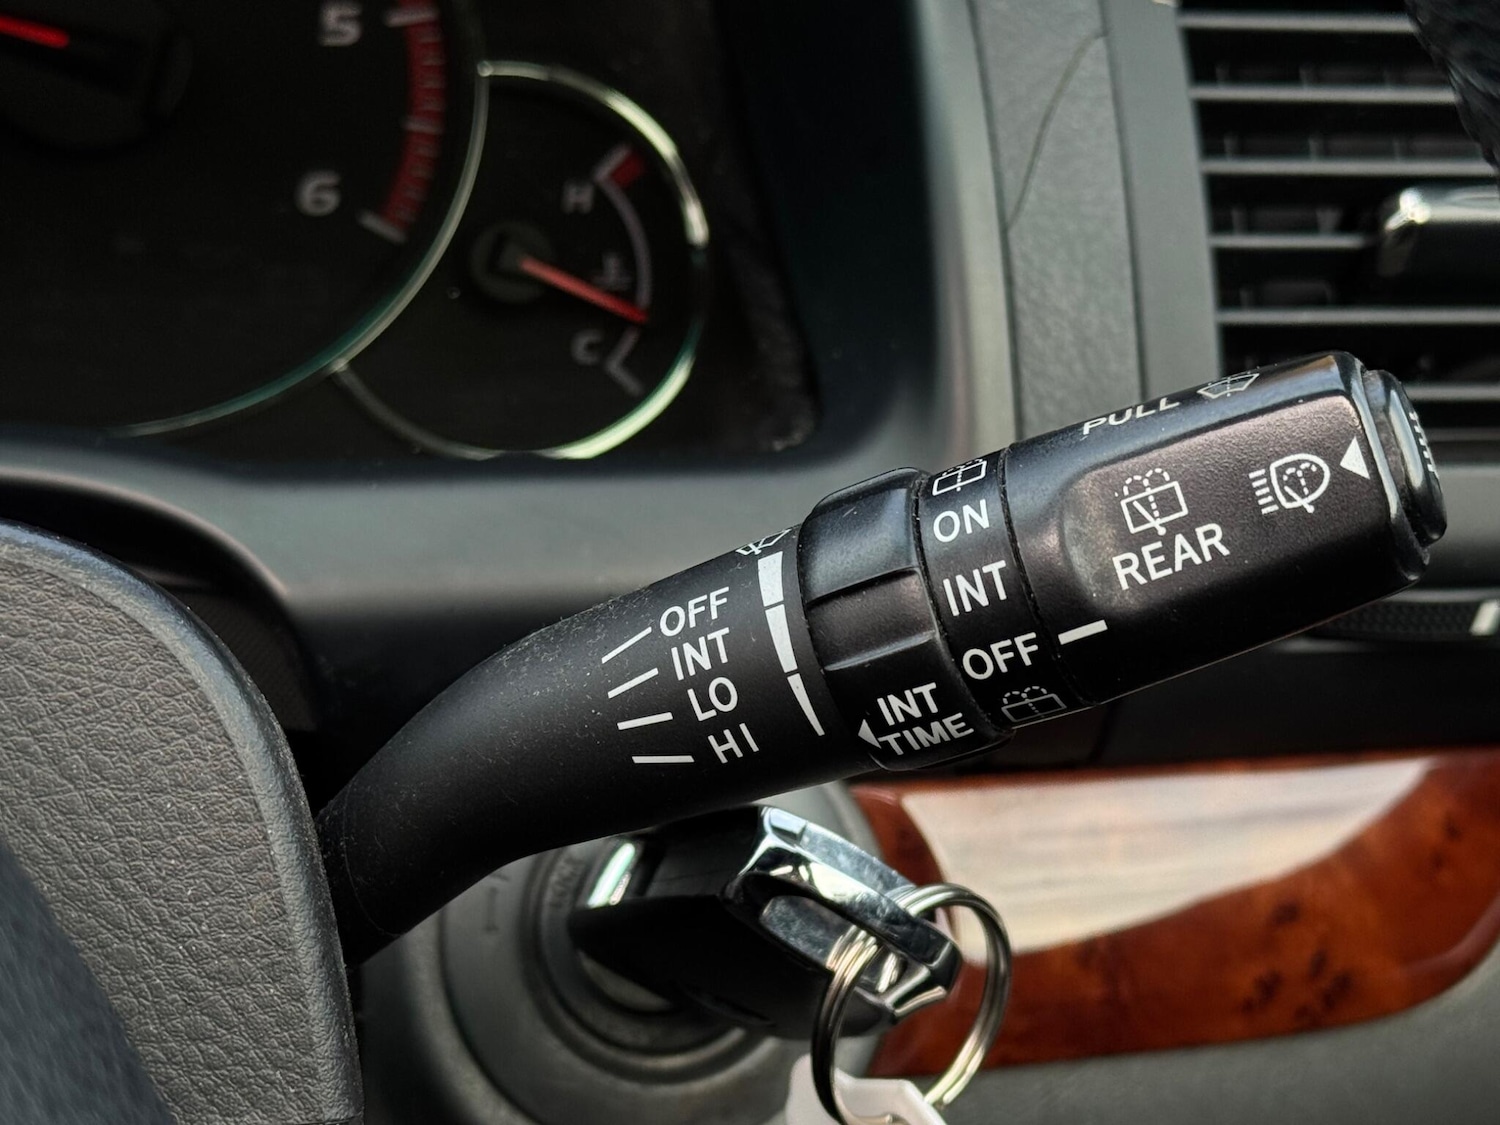 5
6
H
C
PULL
REAR
ON
INT
OFF
OFF
INT
LO
HI
INT
TIME